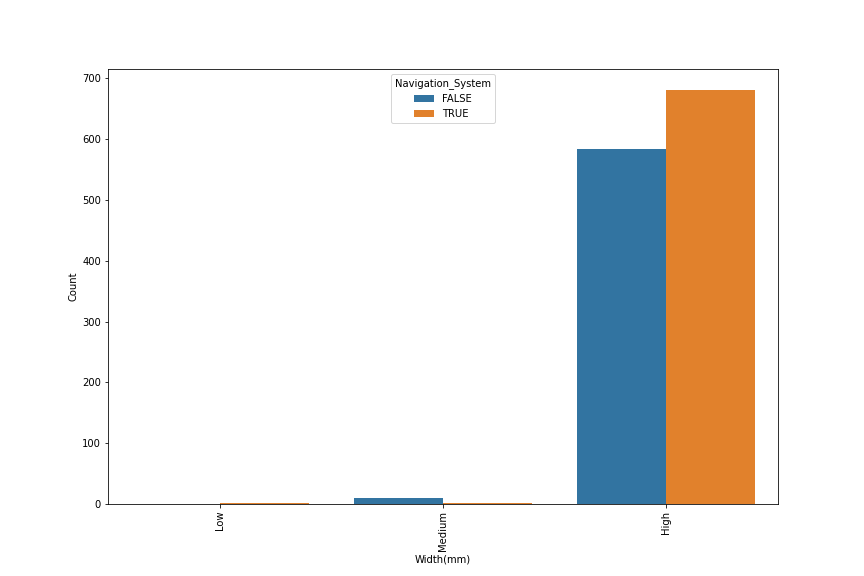 Navigation_System
FALSE
TRUE
700
600
500
400
300
200
100
0
Count
Low
Medium
High
Width(mm)